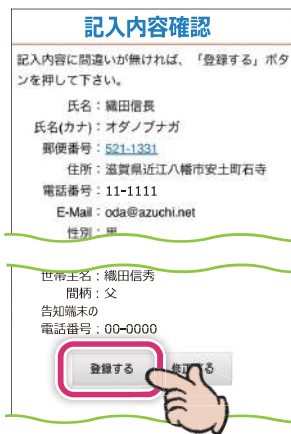 記入内容確認
記入内容に間違いが無ければ、「登録する」ボタ
ンを押して下さい。
氏名：織田信長
氏名(カナ)：オダノブナガ
郵便番号：521-1331
住所：滋賀県近江八幡市安土町石寺
電話番号：11-1111
E-Mail：oda@azuchi.net
性別：男
世帯主名：織田信秀
間柄：父
告知端末の
電話番号：00-0000
登録する
修正する